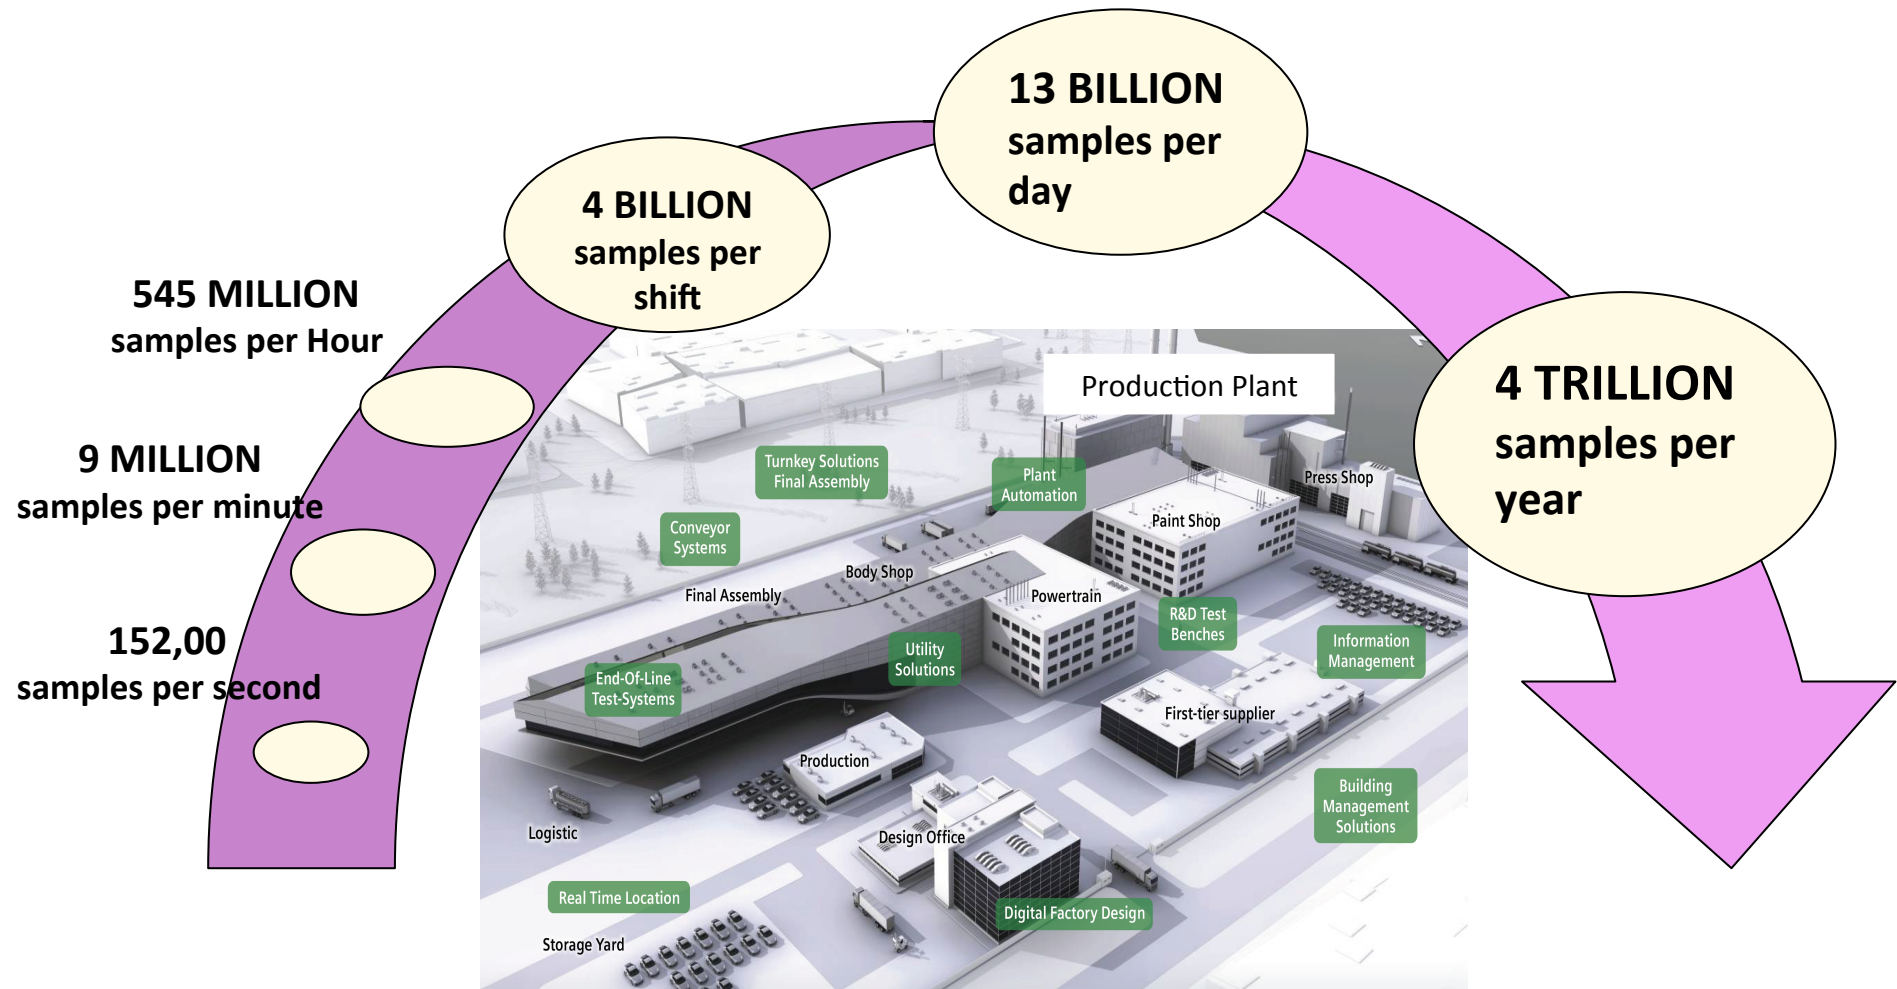 13 BILLION
samples per
day
4 BILLION
samples per
shift
545 MILLION
samples per Hour
9 MILLION
samples per minute
152,00
samples per second
4 TRILLION
samples per
year
Production Plant
Turnkey Solutions
Final Assembly
Plant
Automation
Press Shop
Conveyor
Systems
Paint Shop
Body Shop
Final Assembly
Powertrain
R&D Test
Benches
Information
Management
Utility
Solutions
End-Of-Line
Test-Systems
First-tier supplier
Production
Building
Management
Solutions
Logistic
Design Office
Real Time Location
Digital Factory Design
Storage Yard